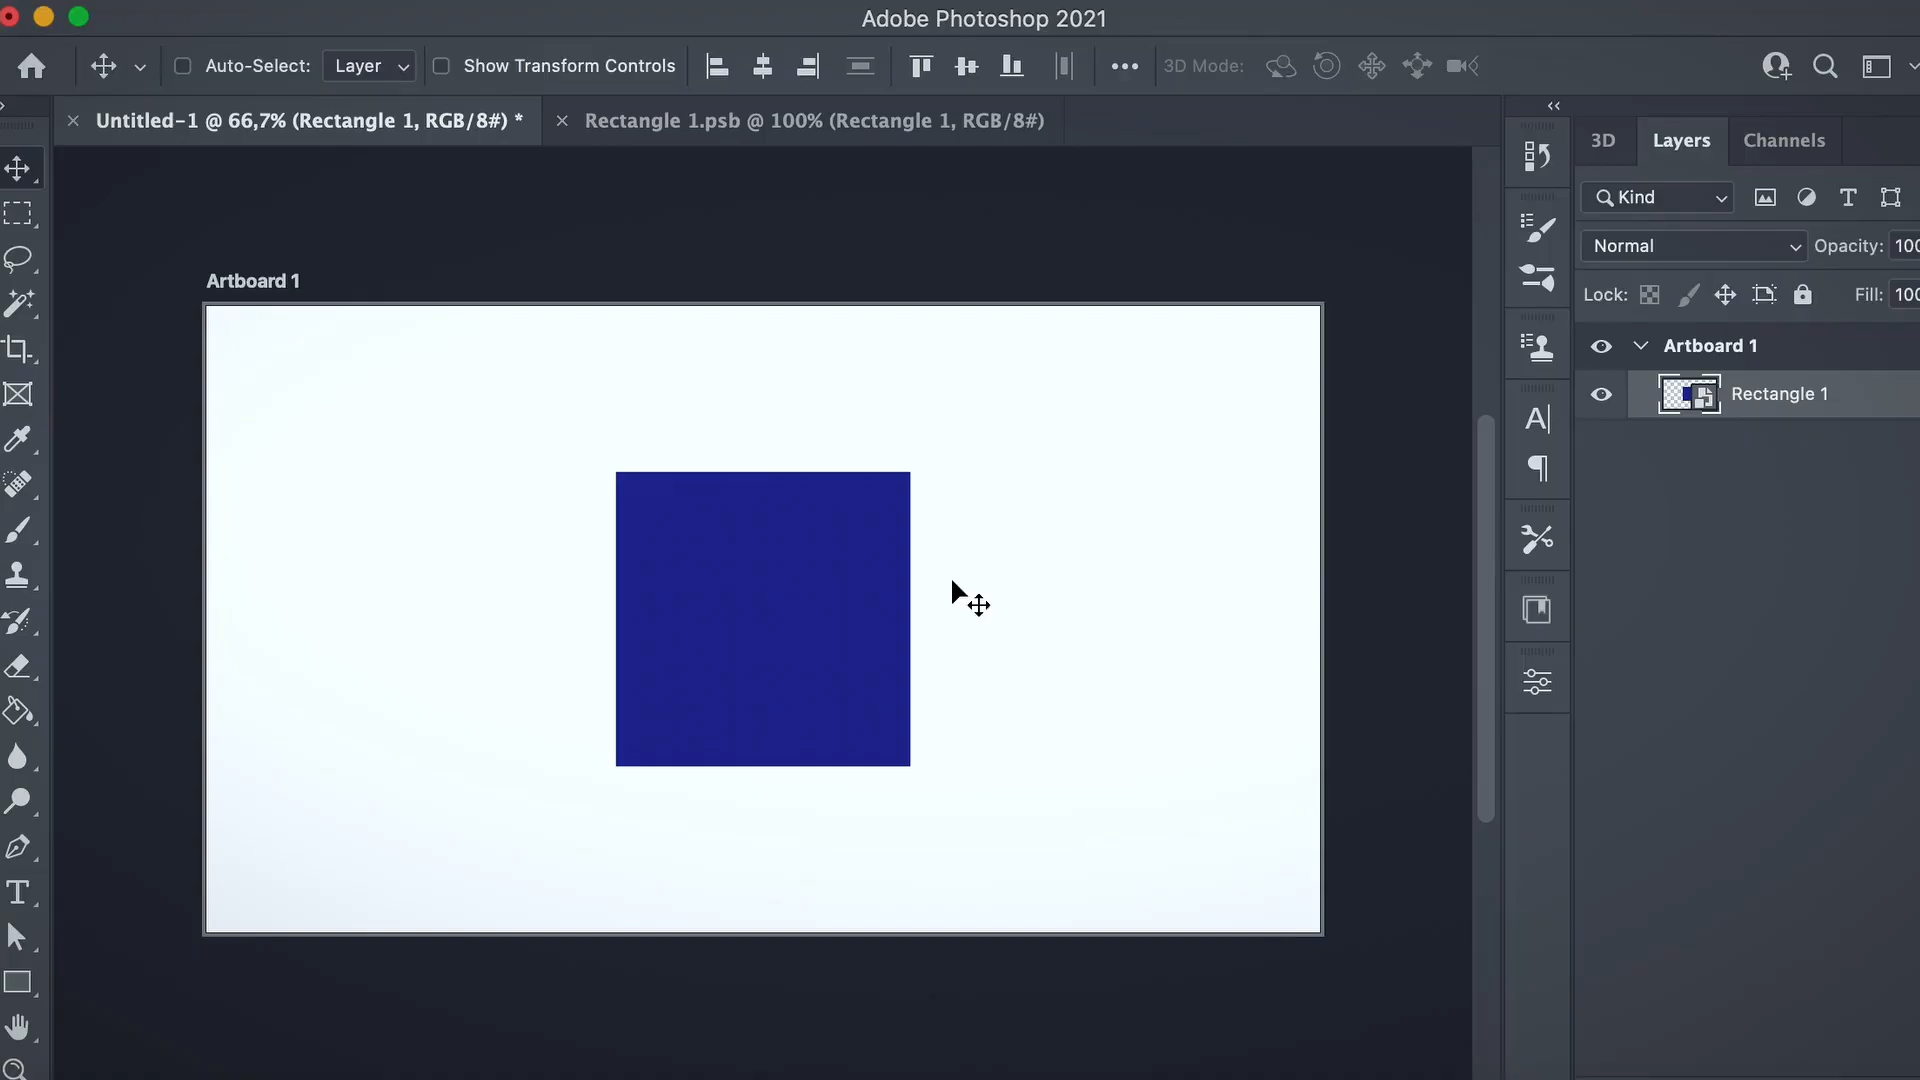 Adobe Photoshop 2021
Auto-Select: Layer Show Transform Controls 3D Mode:
Untitled-1 @ 66,7% (Rectangle 1, RGB/8#) * Rectangle 1.psb @ 100% (Rectangle 1, RGB/8#)
3D Layers Channels
Kind
Normal Opacity: 100
Lock: Fill: 100
Artboard 1
Artboard 1
Rectangle 1